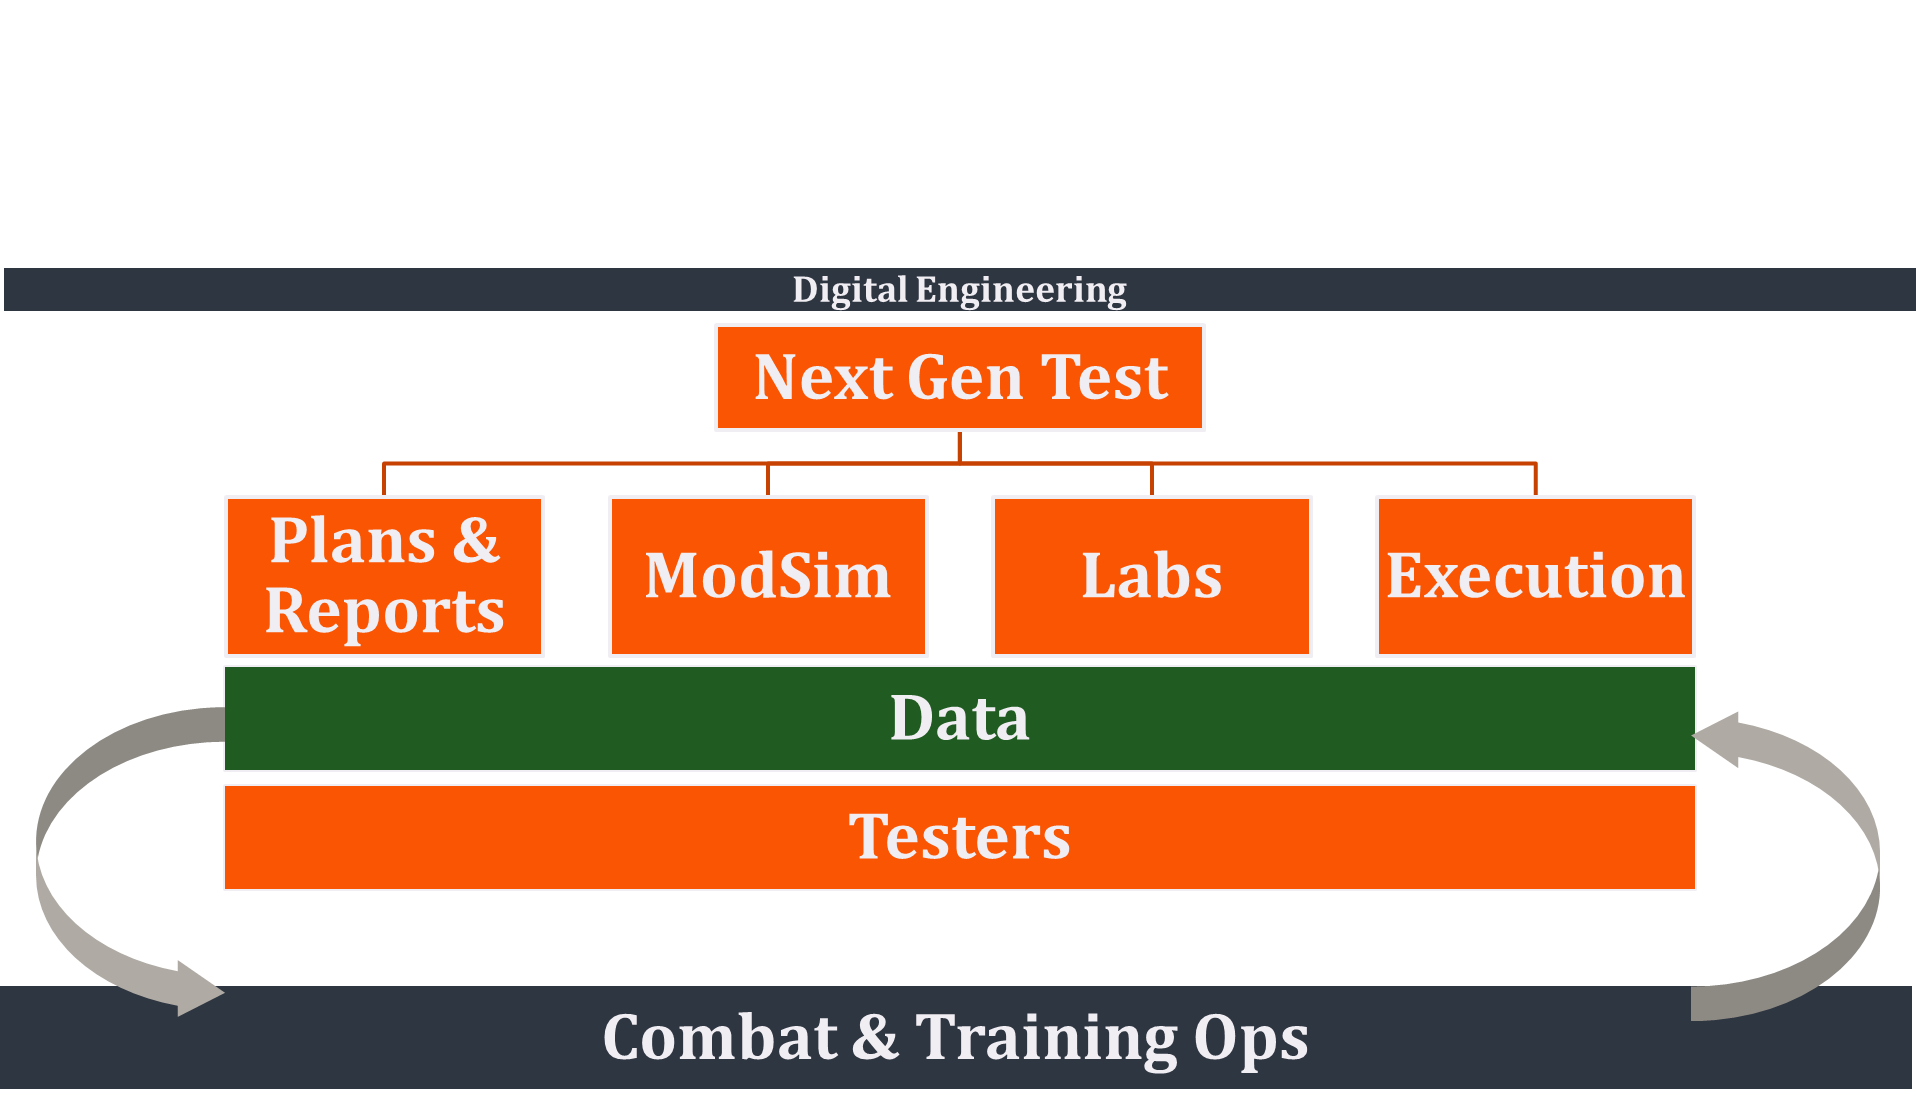 Digital Engineering
Next Gen Test
Plans &
Reports
ModSim
Labs
Execution
Data
Testers
Combat & Training Ops